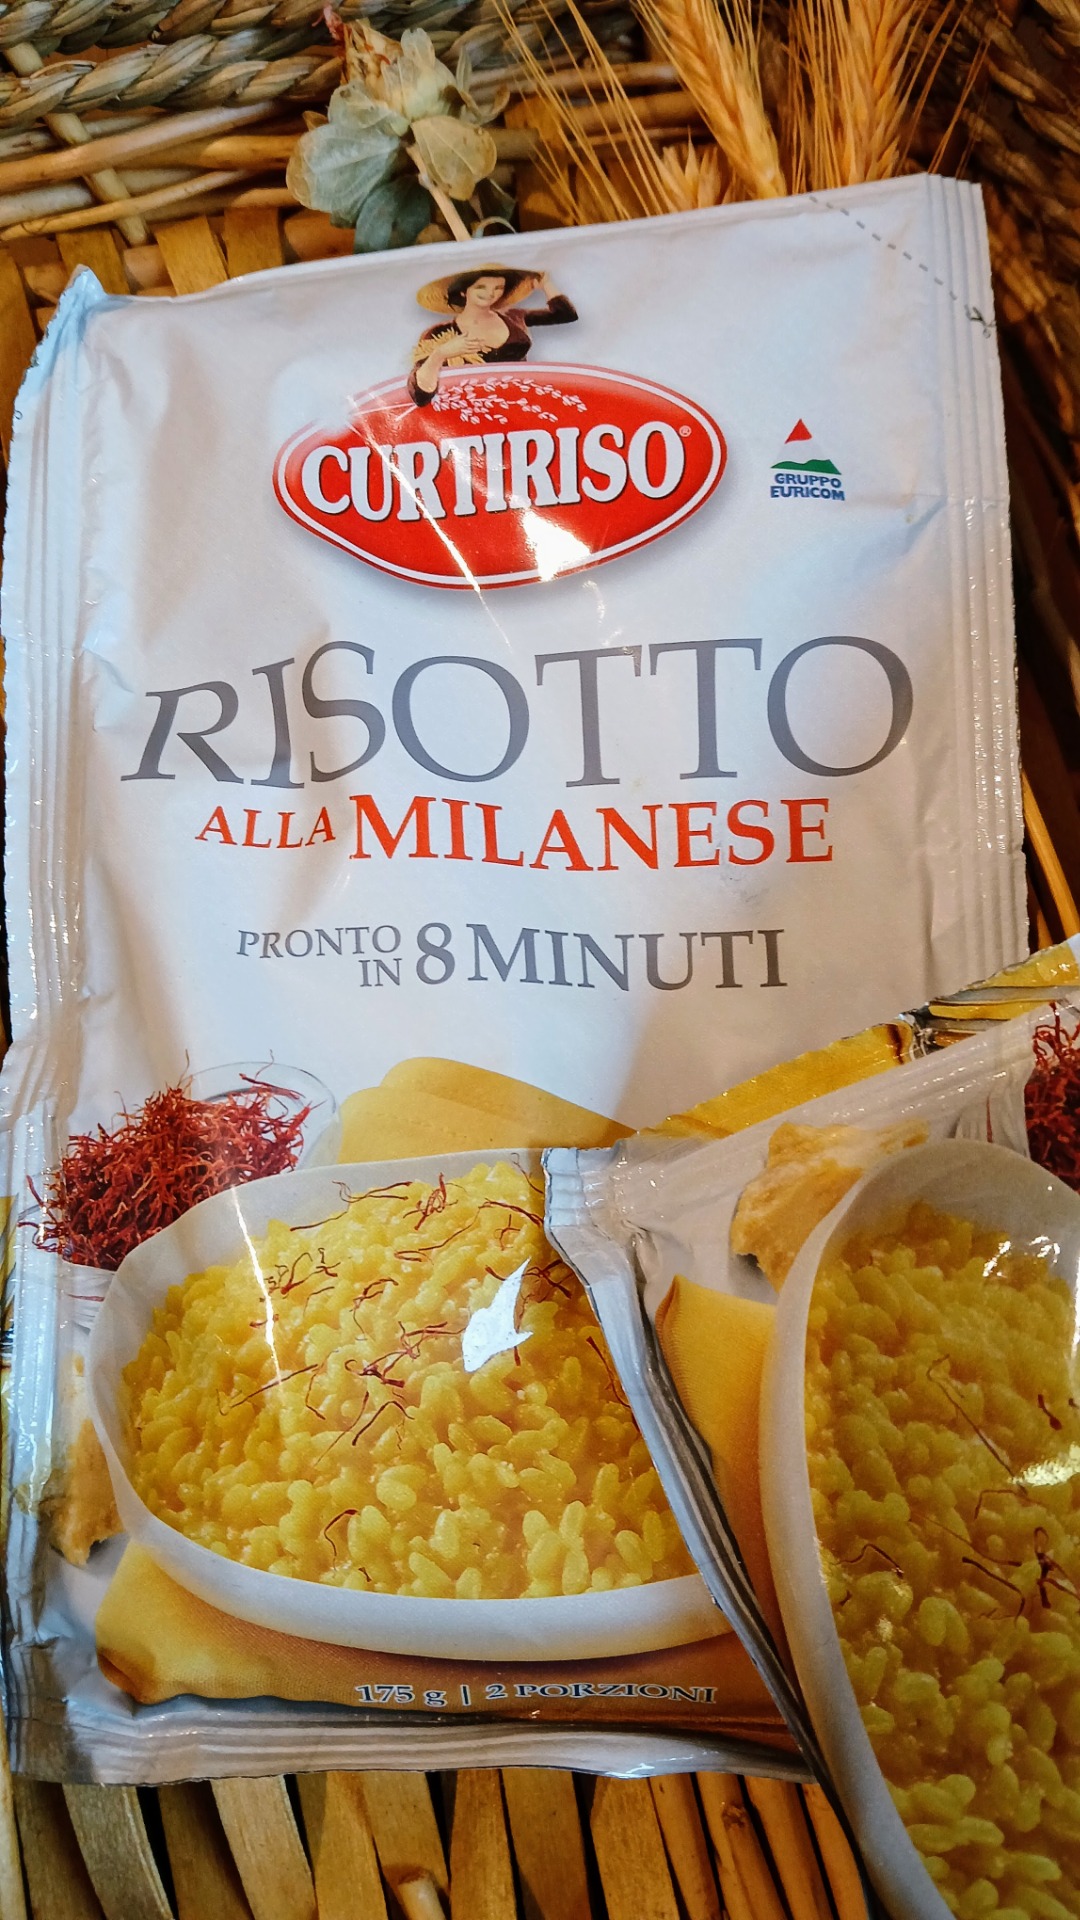 CURTIRISO®
GRUPPO
EURICOM
RISOTTO
ALLA MILANESE
PRONTO IN 8 MINUTI
175 g | 2 PORZIONI